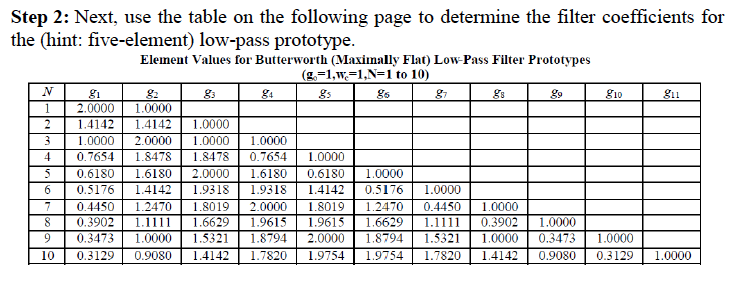 Step 2: Next, use the table on the following page to determine the filter coefficients for
the (hint: five-element) low-pass prototype.
Element Values for Butterworth (Maximally Flat) Low-Pass Filter Prototypes
(g₀=1,w꜀=1,N=1 to 10)
N g₁ g₂ g₃ g₄ g₅ g₆ g₇ g₈ g₉ g₁₀ g₁₁
1 2.0000 1.0000
2 1.4142 1.4142 1.0000
3 1.0000 2.0000 1.0000 1.0000
4 0.7654 1.8478 1.8478 0.7654 1.0000
5 0.6180 1.6180 2.0000 1.6180 0.6180 1.0000
6 0.5176 1.4142 1.9318 1.9318 1.4142 0.5176 1.0000
7 0.4450 1.2470 1.8019 2.0000 1.8019 1.2470 0.4450 1.0000
8 0.3902 1.1111 1.6629 1.9615 1.9615 1.6629 1.1111 0.3902 1.0000
9 0.3473 1.0000 1.5321 1.8794 2.0000 1.8794 1.5321 1.0000 0.3473 1.0000
10 0.3129 0.9080 1.4142 1.7820 1.9754 1.9754 1.7820 1.4142 0.9080 0.3129 1.0000